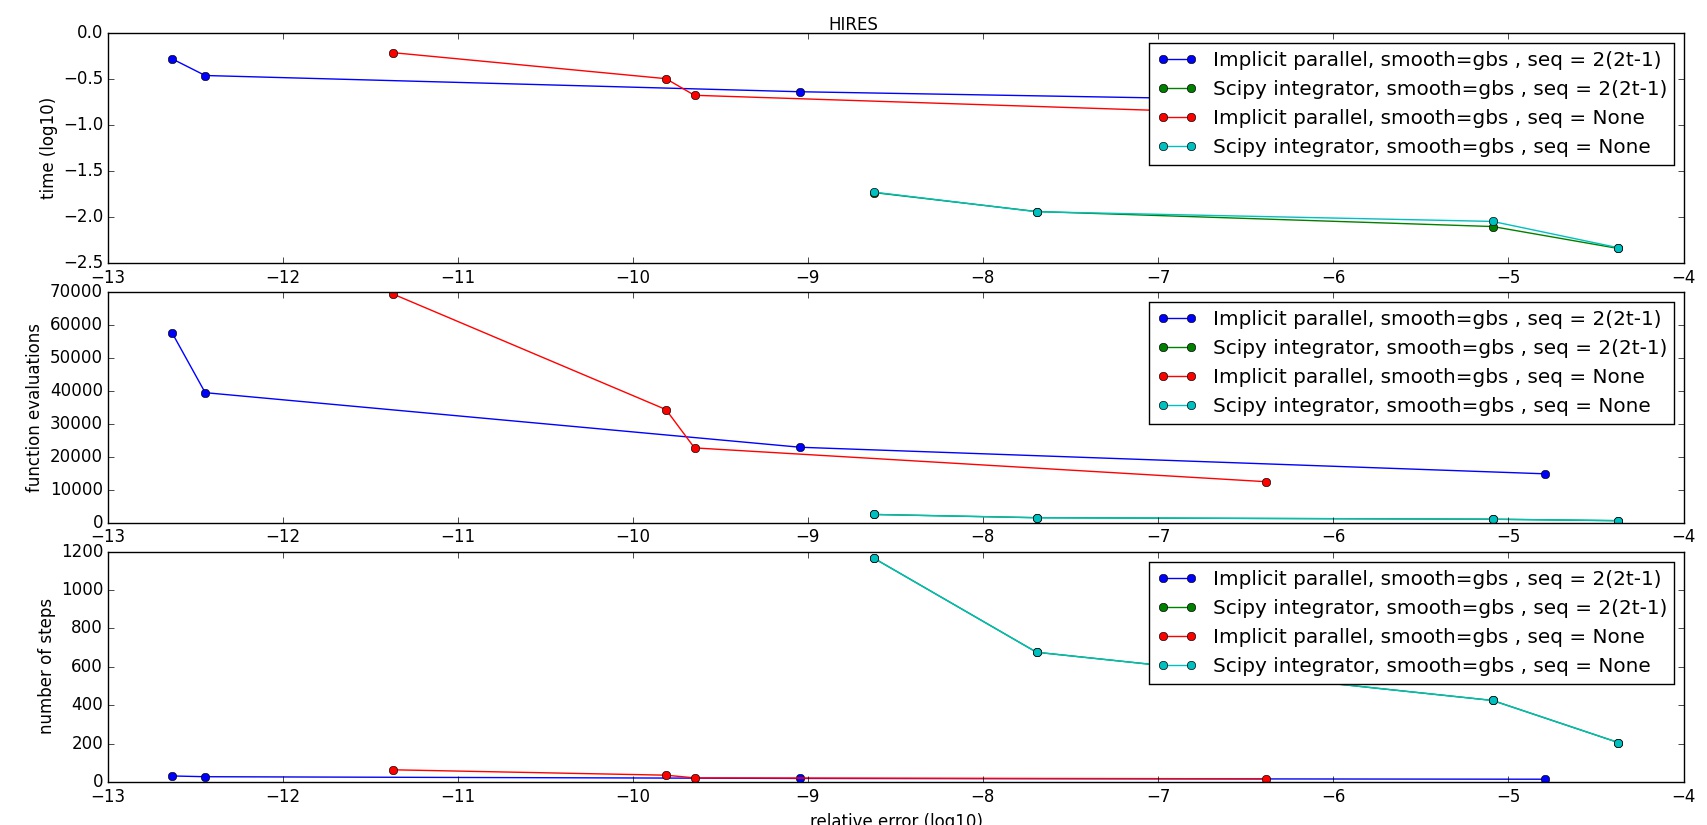 HIRES
time (log10)
0.0
−0.5
−1.0
−1.5
−2.0
−2.5
Implicit parallel, smooth=gbs , seq = 2(2t-1)
Scipy integrator, smooth=gbs , seq = 2(2t-1)
Implicit parallel, smooth=gbs , seq = None
Scipy integrator, smooth=gbs , seq = None
−13 −12 −11 −10 −9 −8 −7 −6 −5 −4
function evaluations
70000
60000
50000
40000
30000
20000
10000
0
Implicit parallel, smooth=gbs , seq = 2(2t-1)
Scipy integrator, smooth=gbs , seq = 2(2t-1)
Implicit parallel, smooth=gbs , seq = None
Scipy integrator, smooth=gbs , seq = None
−13 −12 −11 −10 −9 −8 −7 −6 −5 −4
number of steps
1200
1000
800
600
400
200
0
Implicit parallel, smooth=gbs , seq = 2(2t-1)
Scipy integrator, smooth=gbs , seq = 2(2t-1)
Implicit parallel, smooth=gbs , seq = None
Scipy integrator, smooth=gbs , seq = None
−13 −12 −11 −10 −9 −8 −7 −6 −5 −4
relative error (log10)